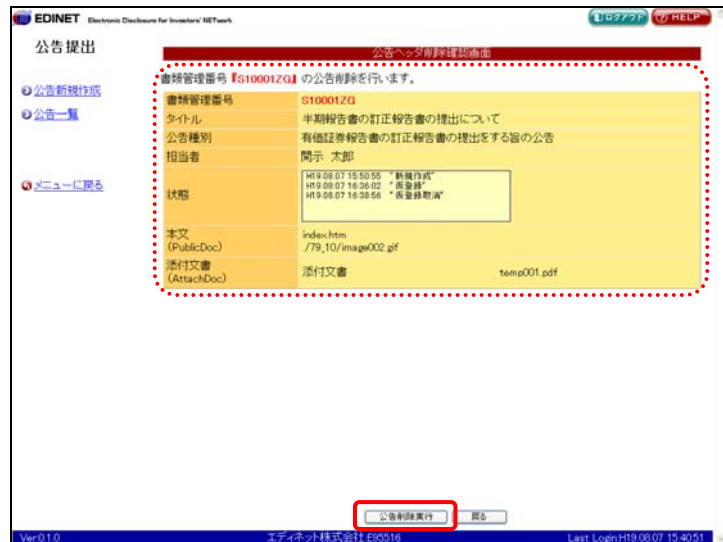 EDINET Electronic Disclosure for Investors' NETwork
ログアウト
HELP
公告提出
公告ヘッダ削除確認画面
公告新規作成
公告一覧
メニューに戻る
書類管理番号『S10001ZG』の公告削除を行います。
書類管理番号 S10001ZG
タイトル 半期報告書の訂正報告書の提出について
公告種別 有価証券報告書の訂正報告書の提出をする旨の公告
担当者 開示 太郎
状態
H19.08.07 15:50:55 "新規作成"
H19.08.07 16:36:02 "仮登録"
H19.08.07 16:38:56 "仮登録取消"
本文
(PublicDoc)
index.htm
./79_10/image002.gif
添付文書
(AttachDoc)
添付文書 temp001.pdf
公告削除実行
戻る
Ver0.1.0 エディネット株式会社:E95516 Last Login:H19.08.07 15:40:51